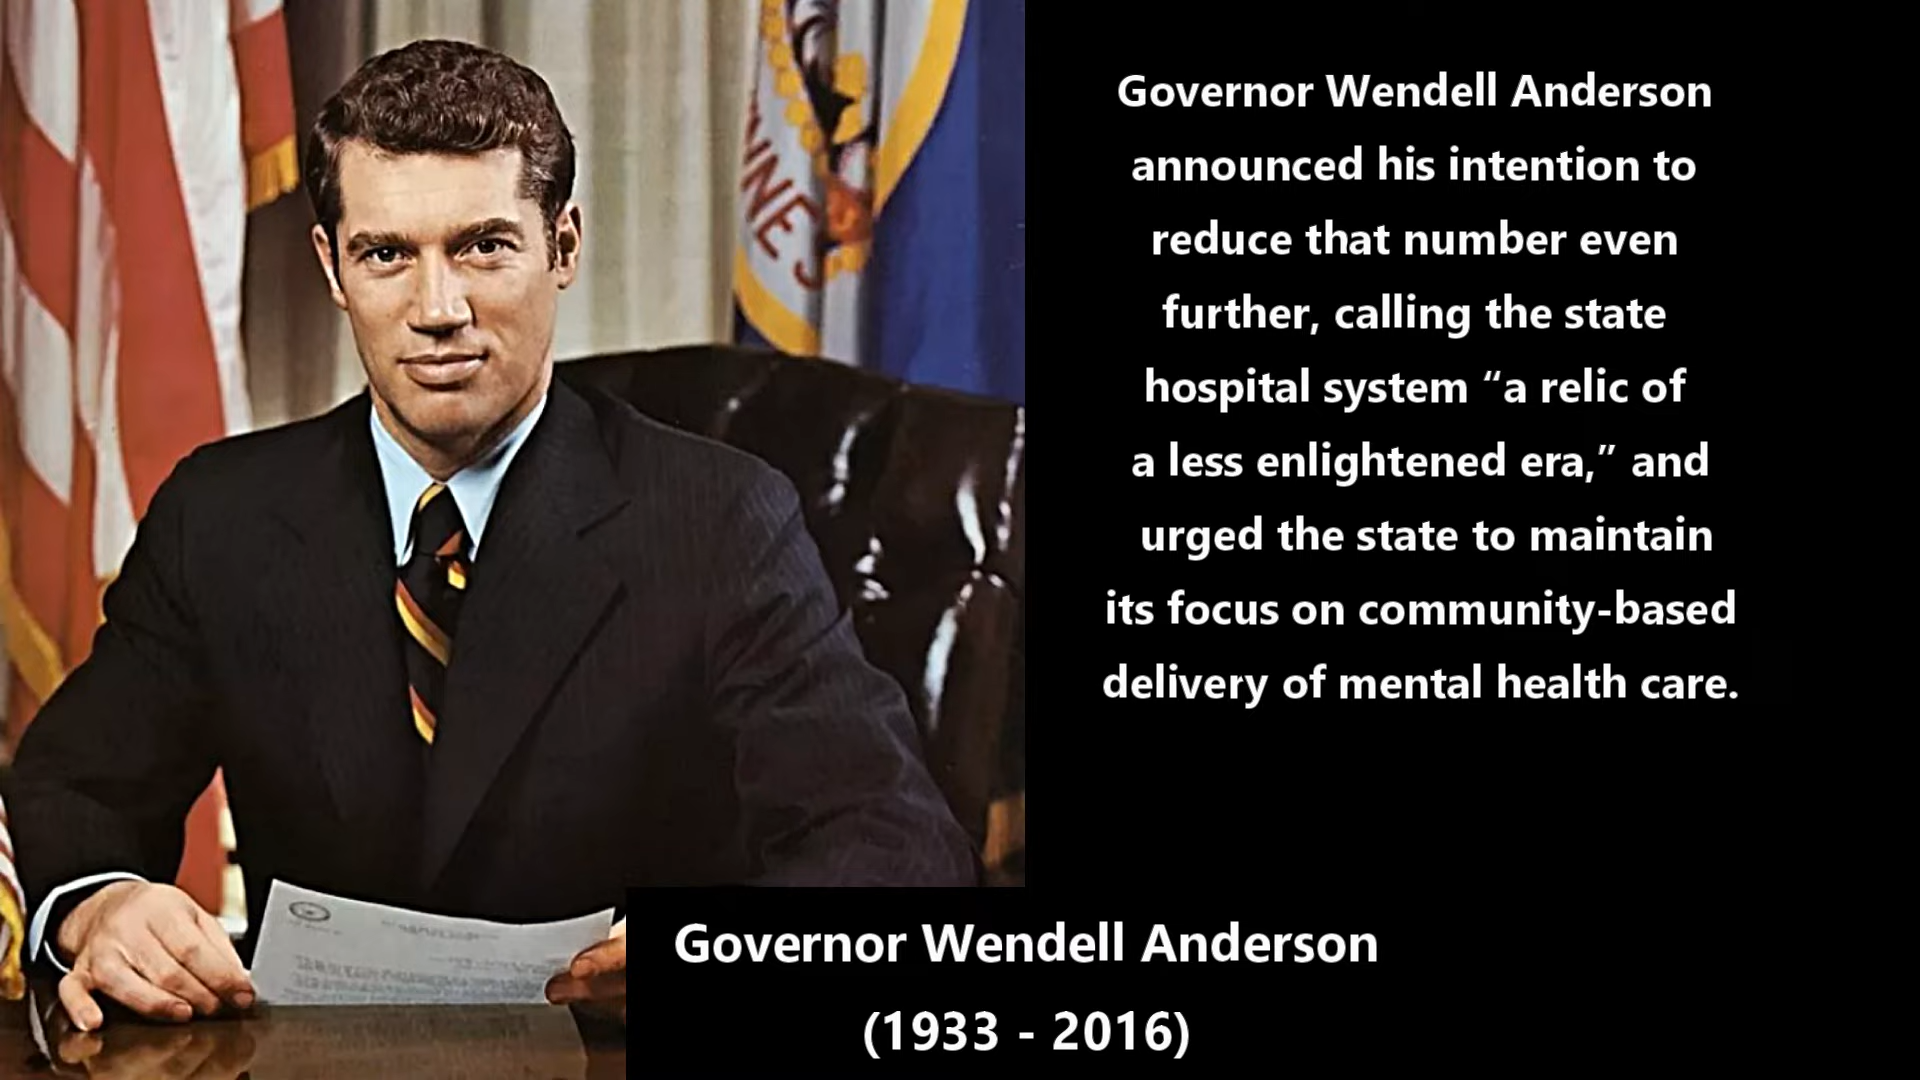 Governor Wendell Anderson
announced his intention to
reduce that number even
further, calling the state
hospital system “a relic of
a less enlightened era,” and
urged the state to maintain
its focus on community-based
delivery of mental health care.
Governor Wendell Anderson
(1933 - 2016)